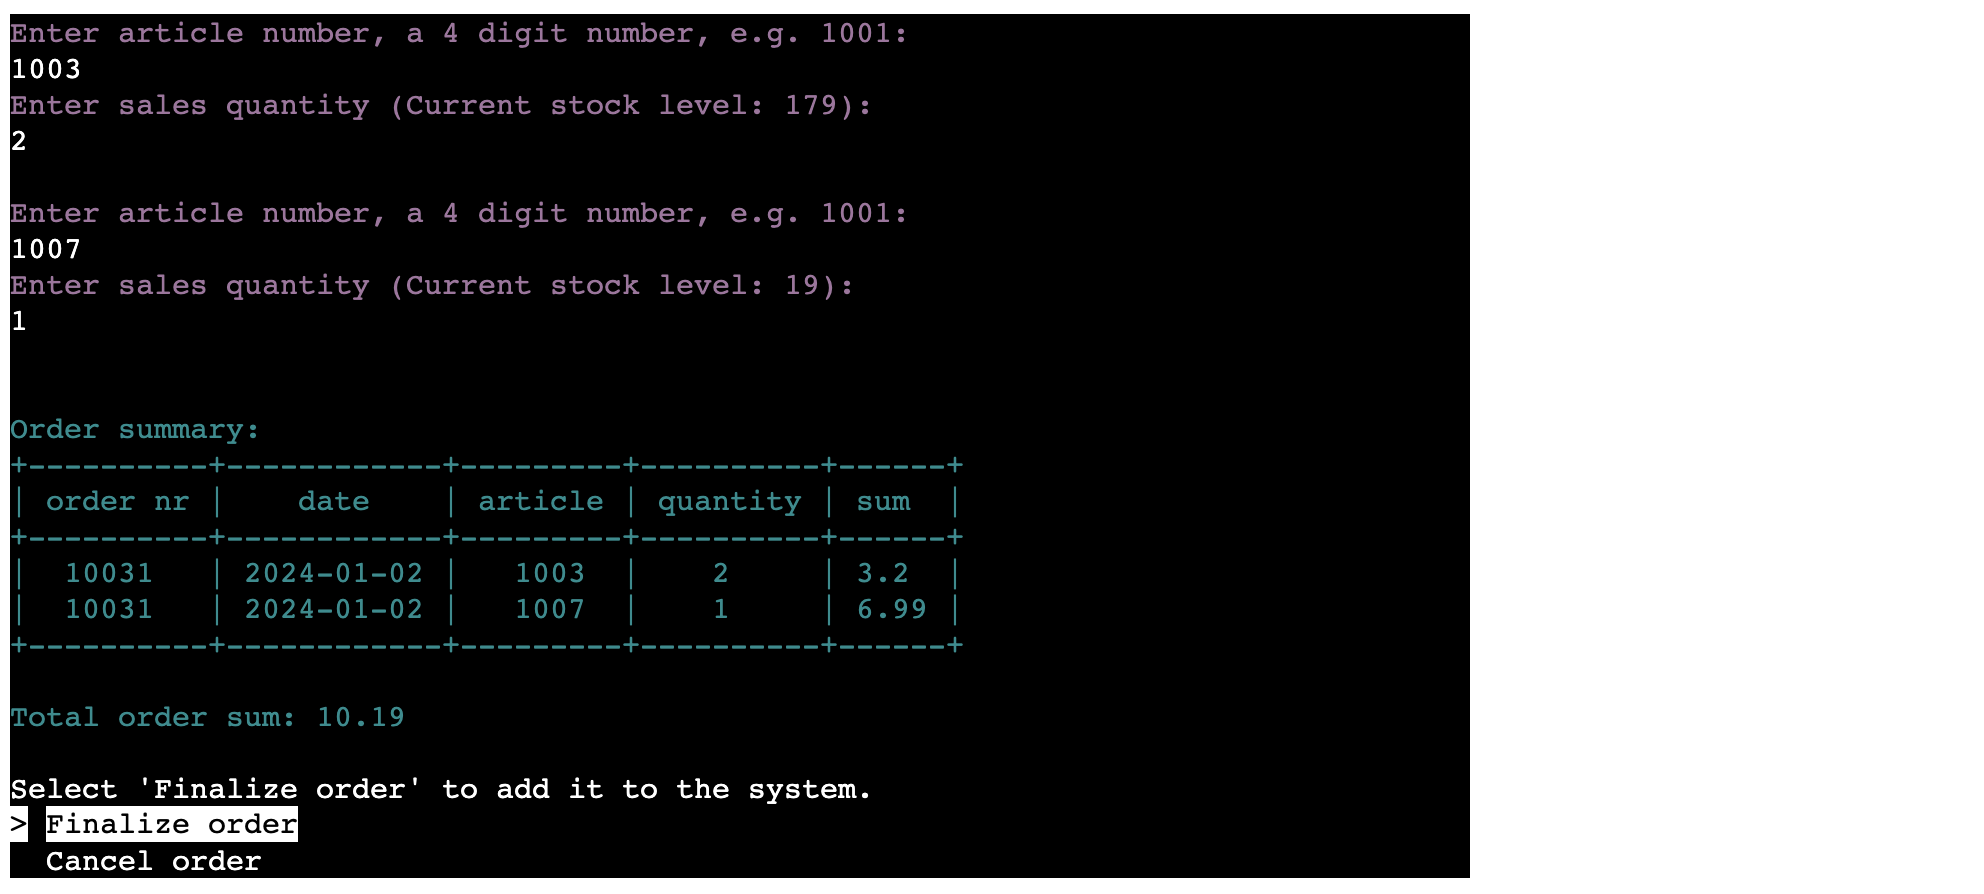 Enter article number, a 4 digit number, e.g. 1001:
1003
Enter sales quantity (Current stock level: 179):
2
Enter article number, a 4 digit number, e.g. 1001:
1007
Enter sales quantity (Current stock level: 19):
1
Order summary:
+----------+------------+---------+----------+------+
| order nr |    date    | article | quantity | sum  |
+----------+------------+---------+----------+------+
|  10031   | 2024-01-02 |   1003  |    2     | 3.2  |
|  10031   | 2024-01-02 |   1007  |    1     | 6.99 |
+----------+------------+---------+----------+------+
Total order sum: 10.19
Select 'Finalize order' to add it to the system.
> Finalize order
  Cancel order